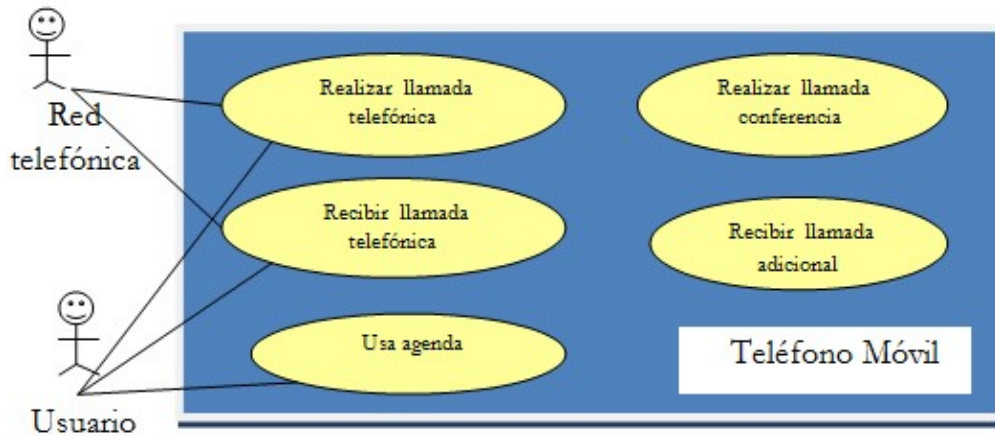 Red
telefónica
Realizar llamada
telefónica
Realizar llamada
conferencia
Recibir llamada
telefónica
Recibir llamada
adicional
Usa agenda
Teléfono Móvil
Usuario